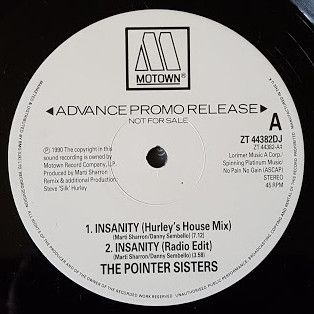 MOTOWN®
ADVANCE PROMO RELEASE
NOT FOR SALE
A
ZT 44382DJ
ZT 44382-A1
℗ 1990 The copyright in this
sound recording is owned by
Motown Record Company, L.P.
Produced by Marti Sharron
Remix & additional Production:
Steve 'Silk' Hurley
Lorimer Music A Corp./
Spinning Platinum Music
No Pain No Gain (ASCAP)
STEREO
45 RPM
1. INSANITY (Hurley's House Mix)
(Marti Sharron/Danny Sembello) (7.12)
2. INSANITY (Radio Edit)
(Marti Sharron/Danny Sembello) (3.58)
THE POINTER SISTERS